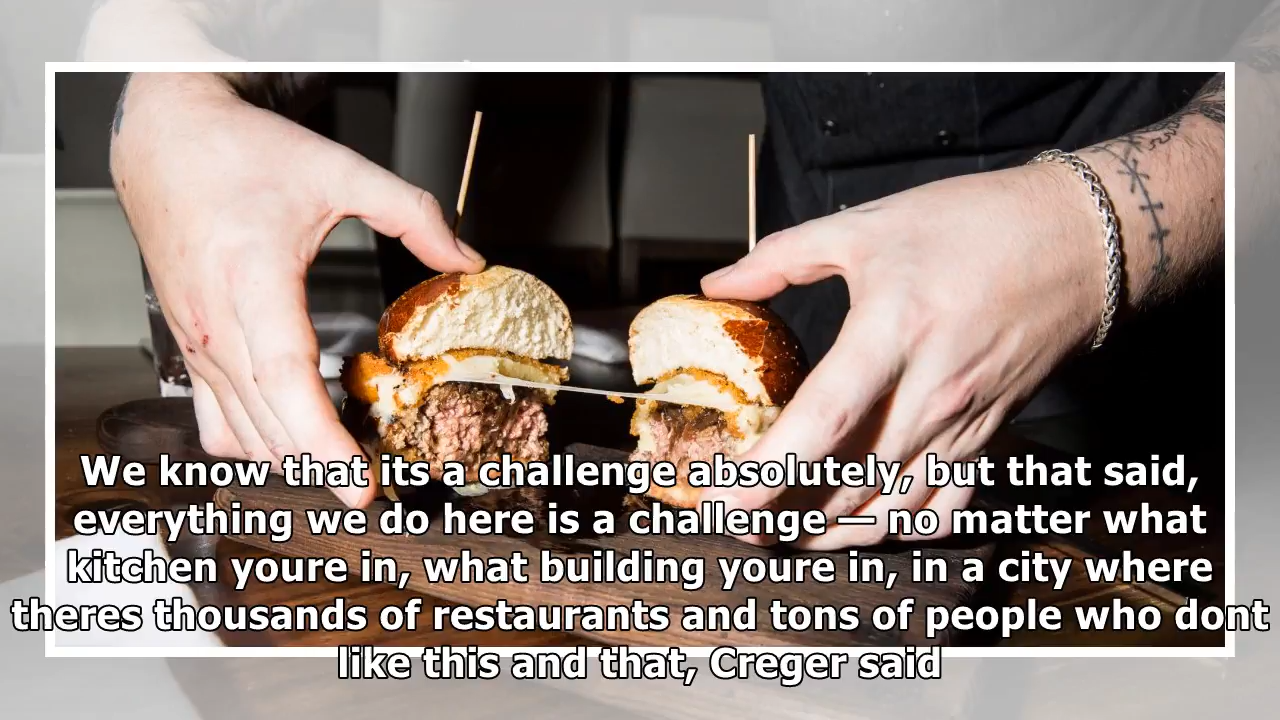 We know that its a challenge absolutely, but that said,
everything we do here is a challenge — no matter what
kitchen youre in, what building youre in, in a city where
theres thousands of restaurants and tons of people who dont
like this and that, Creger said